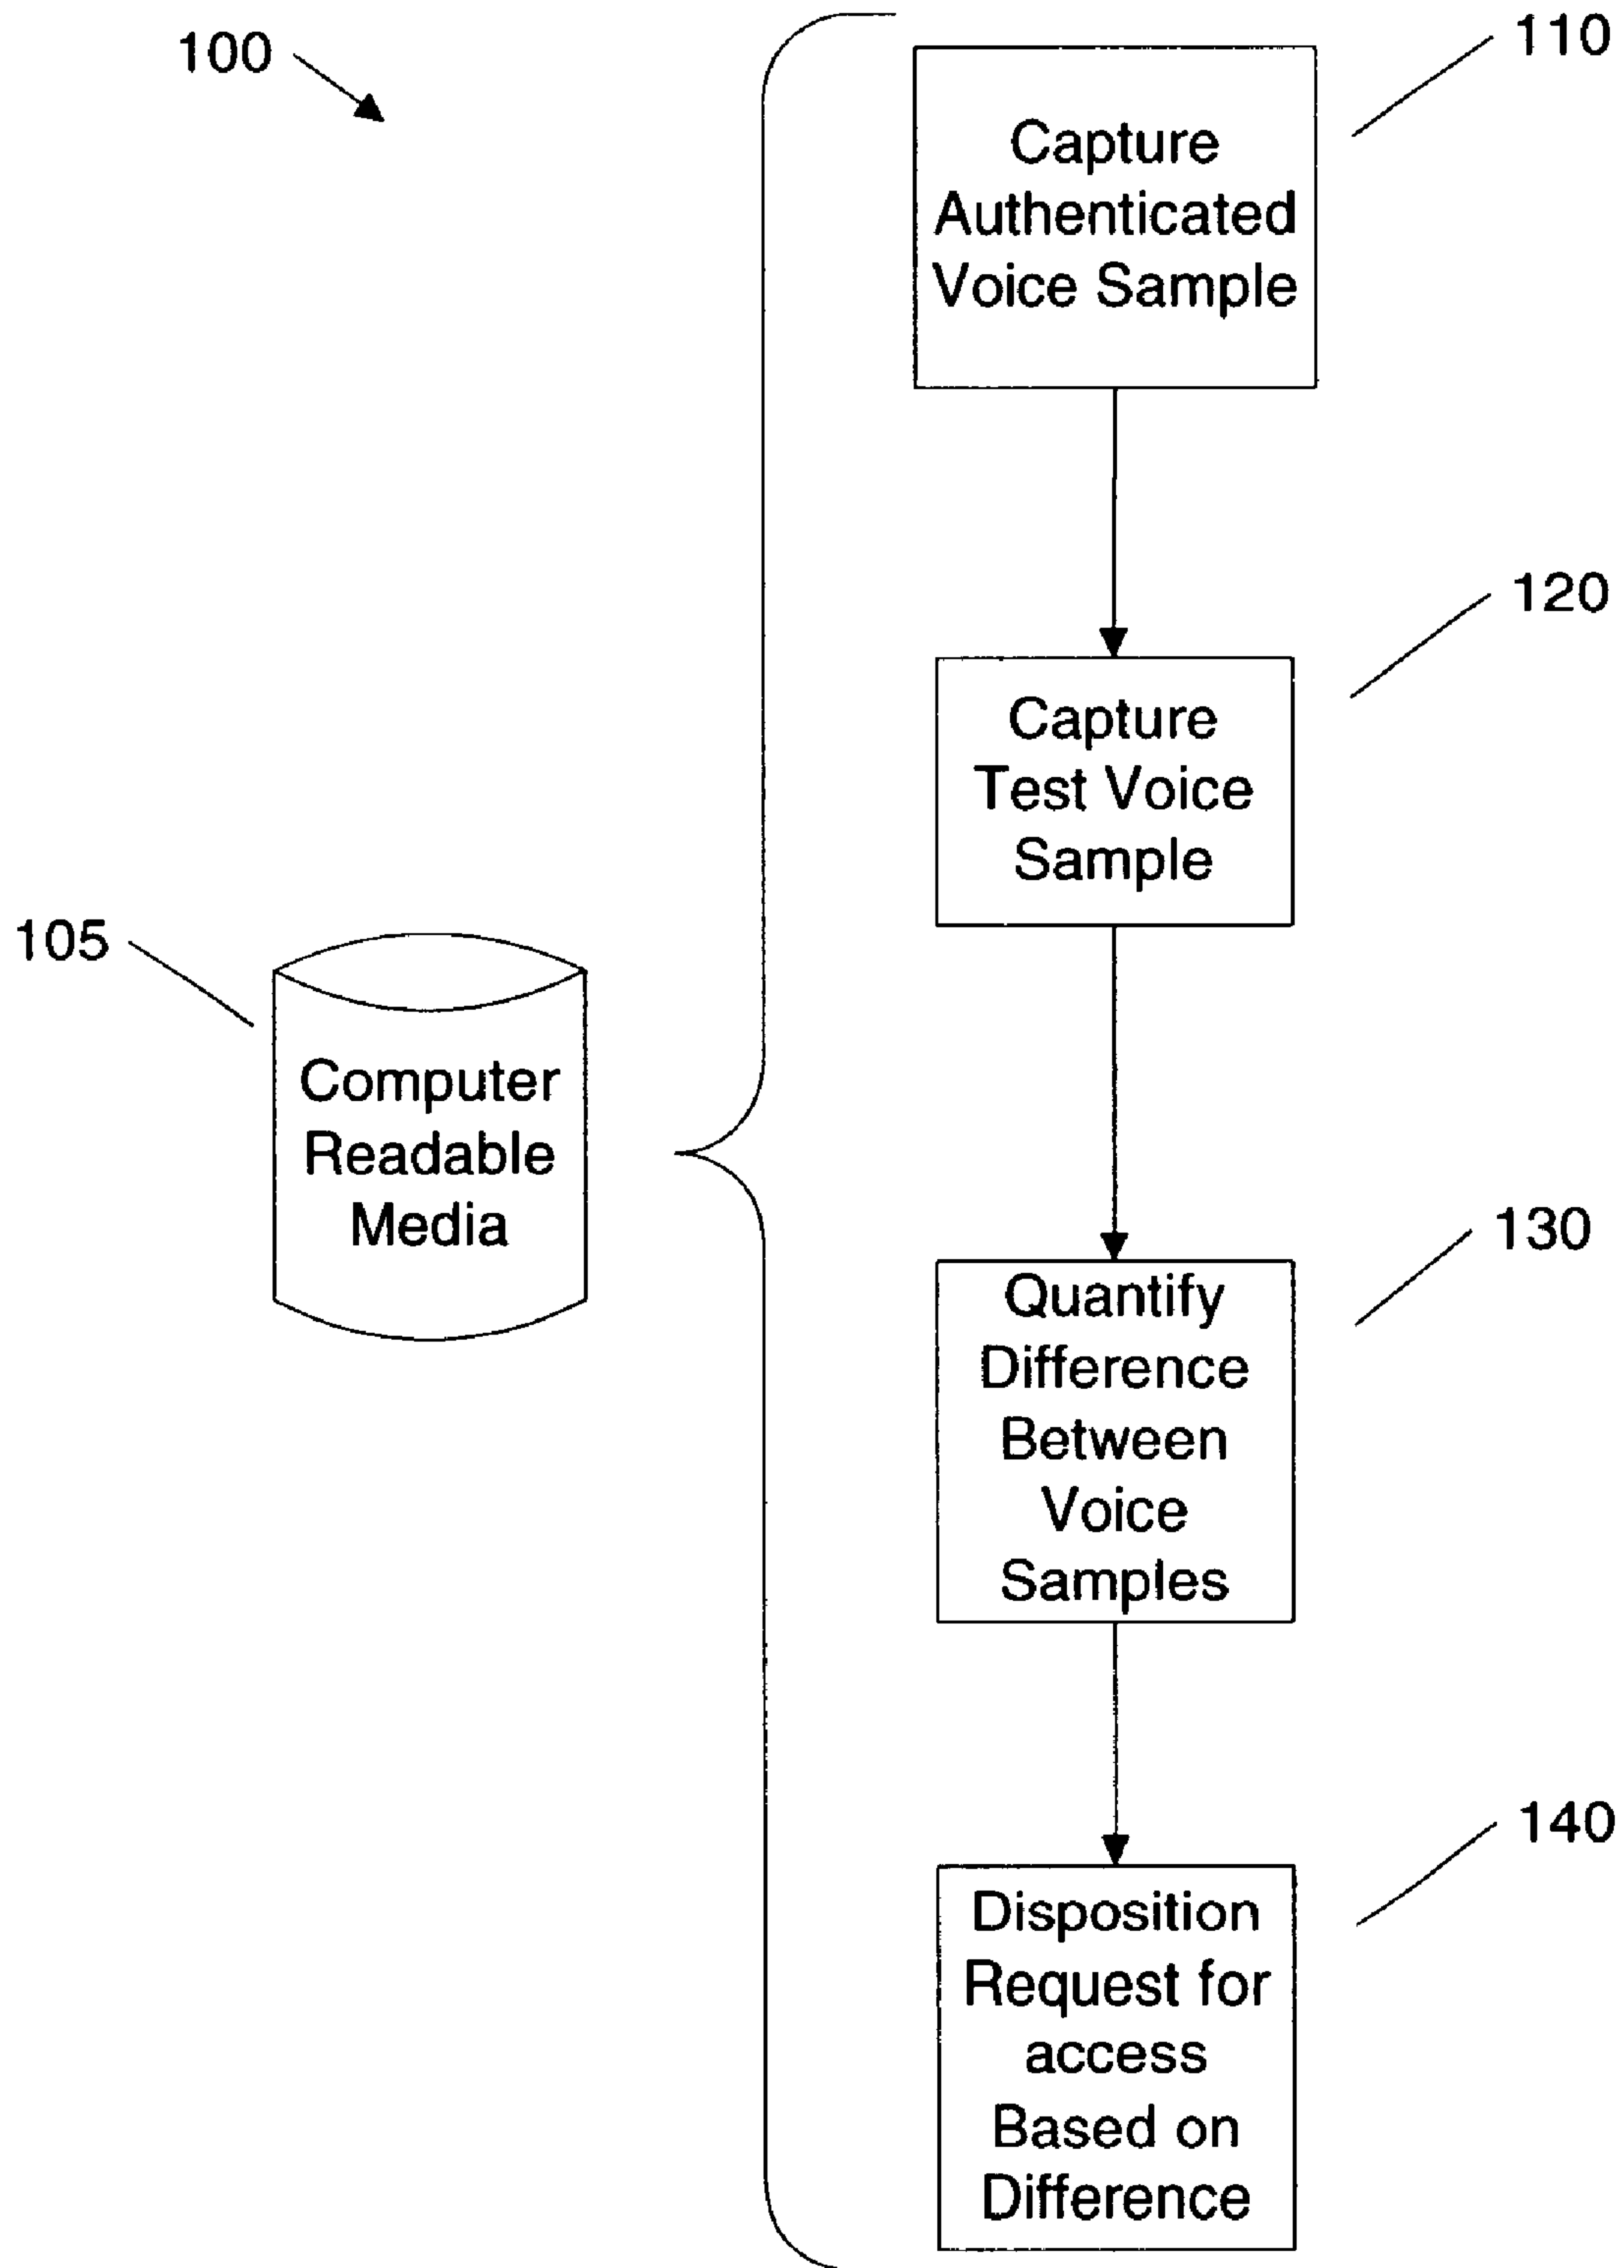 100
110
Capture
Authenticated
Voice Sample
120
Capture
Test Voice
Sample
105
Computer
Readable
Media
130
Quantify
Difference
Between
Voice
Samples
140
Disposition
Request for
access
Based on
Difference